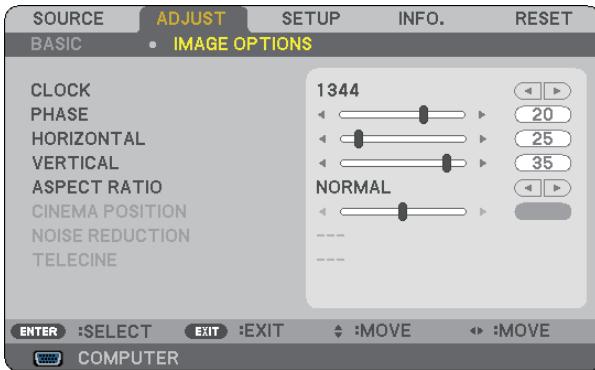 SOURCE ADJUST SETUP INFO. RESET
BASIC • IMAGE OPTIONS
CLOCK 1344
PHASE 20
HORIZONTAL 25
VERTICAL 35
ASPECT RATIO NORMAL
CINEMA POSITION
NOISE REDUCTION ---
TELECINE ---
ENTER :SELECT EXIT :EXIT :MOVE :MOVE
COMPUTER